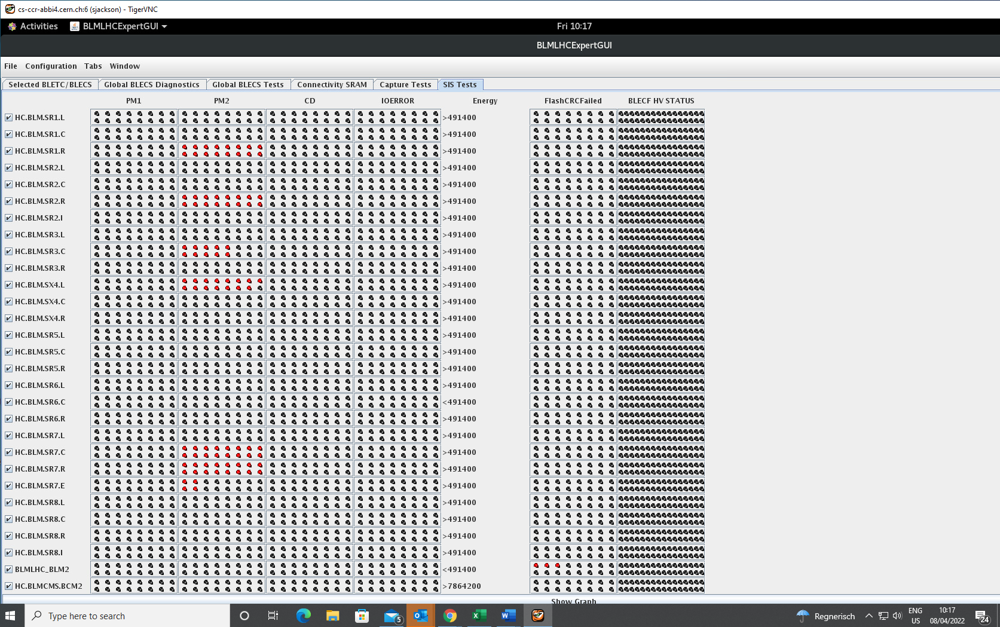 cs-ccr-abbi4.cern.ch:6 (sjackson) - TigerVNC
Activities BLMLHCExpertGUI Fri 10:17
BLMLHCExpertGUI
File Configuration Tabs Window
Selected BLETC/BLECS Global BLECS Diagnostics Global BLECS Tests Connectivity SRAM Capture Tests SIS Tests
PM1 PM2 CD IOERROR Energy FlashCRCFailed BLECF HV STATUS
HC.BLM.SR1.L >491400
HC.BLM.SR1.C >491400
HC.BLM.SR1.R >491400
HC.BLM.SR2.L >491400
HC.BLM.SR2.C >491400
HC.BLM.SR2.R >491400
HC.BLM.SR2.I >491400
HC.BLM.SR3.L >491400
HC.BLM.SR3.C >491400
HC.BLM.SR3.R >491400
HC.BLM.SX4.L >491400
HC.BLM.SX4.C >491400
HC.BLM.SX4.R >491400
HC.BLM.SR5.L >491400
HC.BLM.SR5.C >491400
HC.BLM.SR5.R >491400
HC.BLM.SR6.L >491400
HC.BLM.SR6.C <491400
HC.BLM.SR6.R >491400
HC.BLM.SR7.L >491400
HC.BLM.SR7.C >491400
HC.BLM.SR7.R >491400
HC.BLM.SR7.E >491400
HC.BLM.SR8.L >491400
HC.BLM.SR8.C >491400
HC.BLM.SR8.R >491400
HC.BLM.SR8.I >491400
BLMLHC_BLM2 <491400
HC.BLMCMS.BCM2 >7864200
Show Graph
Type here to search 5 Regnerisch ENG US 10:17 08/04/2022 24